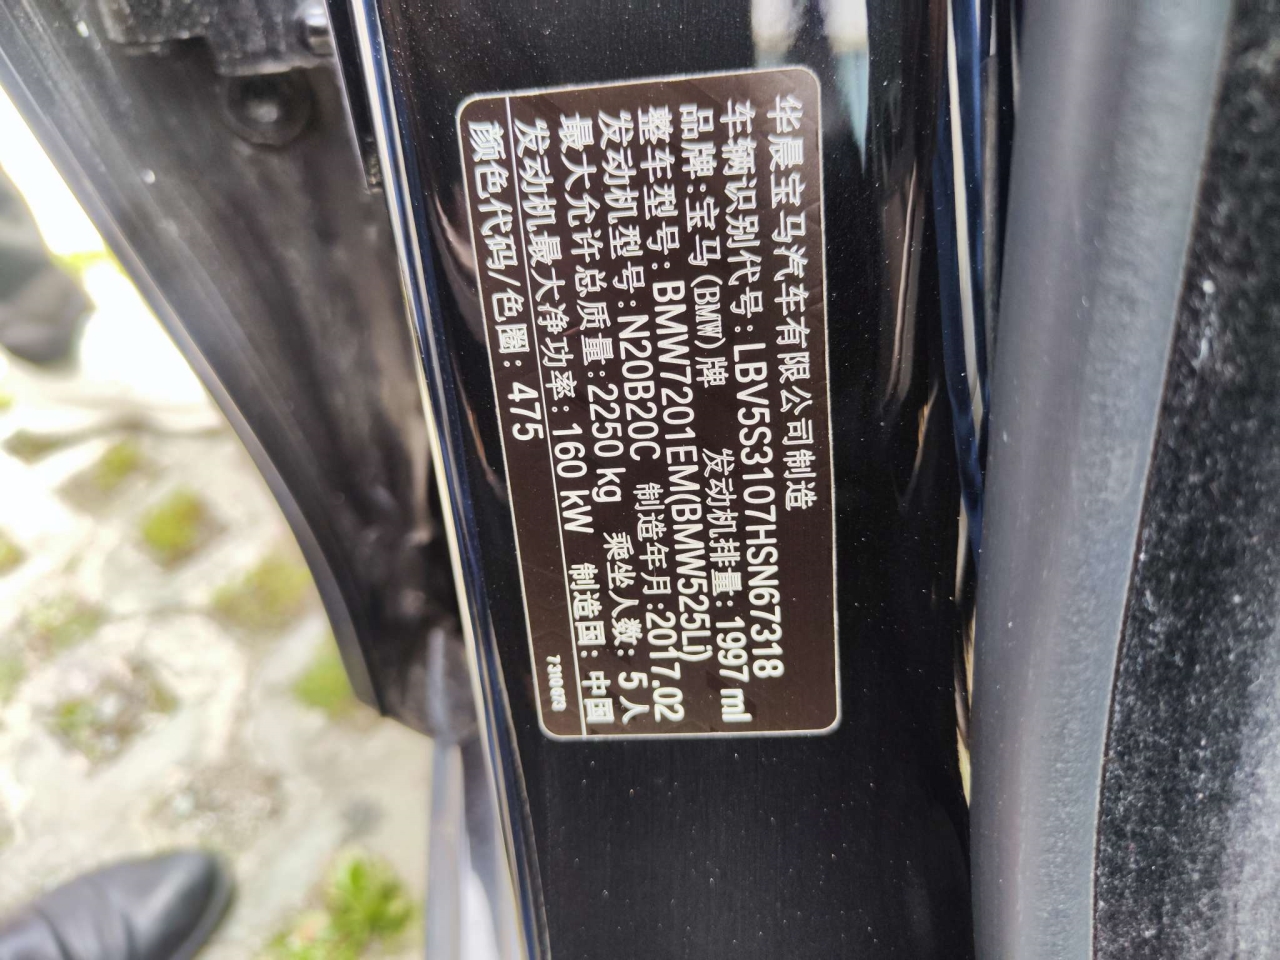 华晨宝马汽车有限公司制造
车辆识别代号:LBV5S3107HSN67318
品牌:宝马(BMW)牌 发动机排量:1997 ml
整车型号:BMW7201EM(BMW525Li)
发动机型号:N20B20C 制造年月:2017.02
最大允许总质量:2250 kg 乘坐人数:5人
发动机最大净功率:160 kW 制造国:中国
颜色代码/色圈:475
7310 673